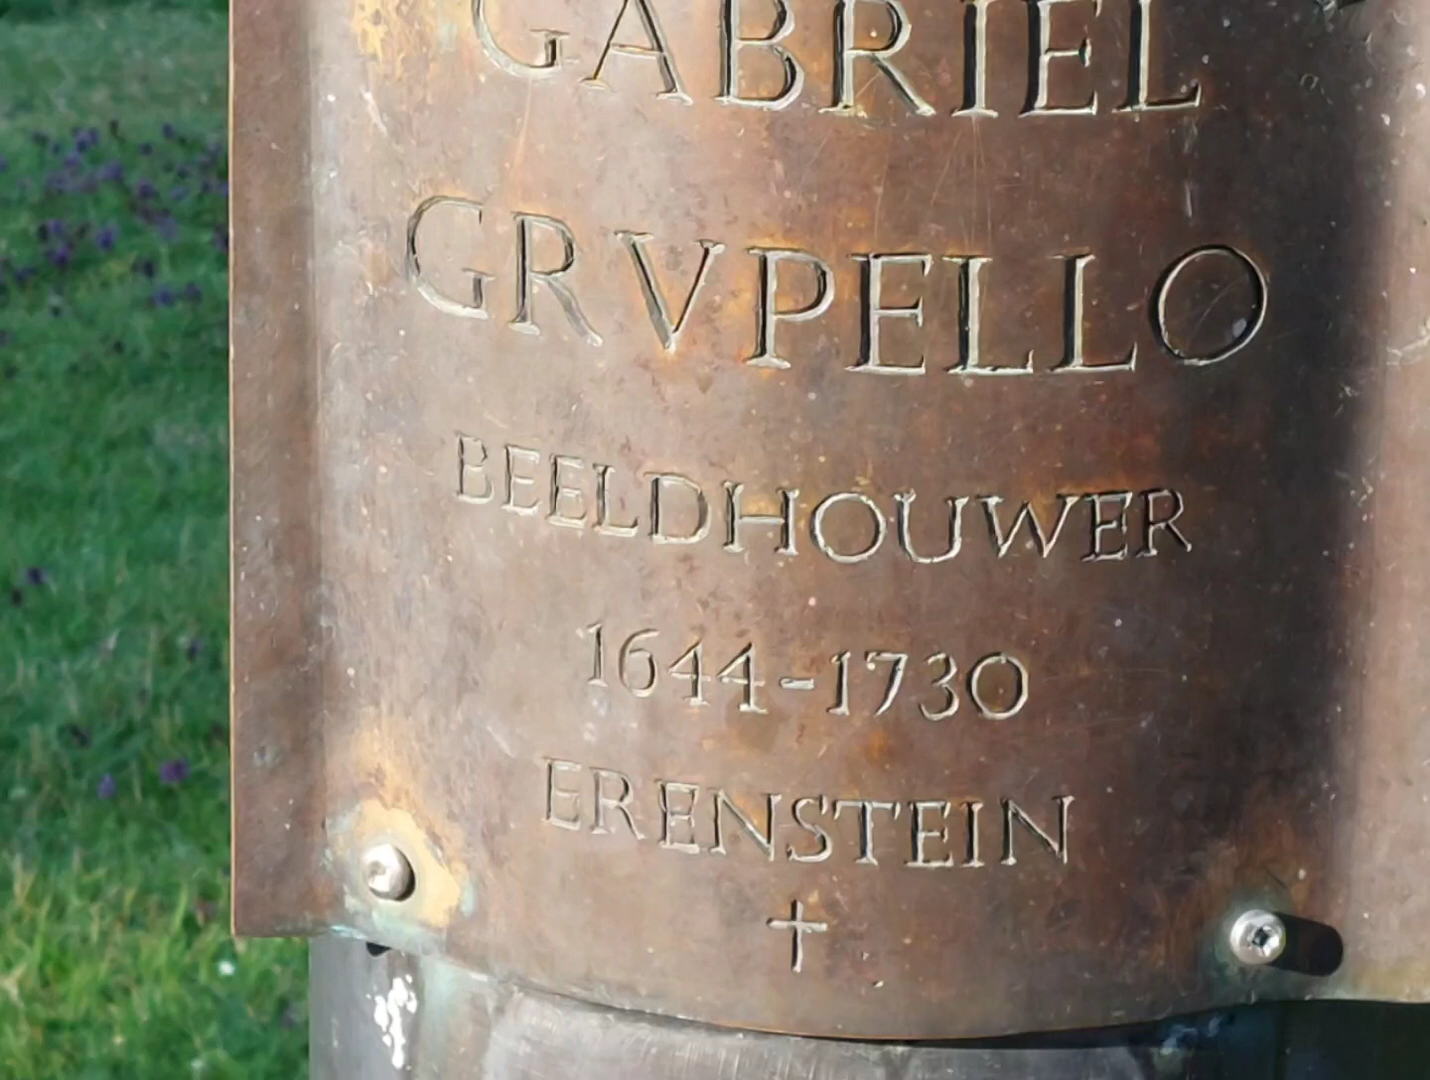 GABRIEL
GRVPELLO
BEELDHOUWER
1644-1730
ERENSTEIN
†